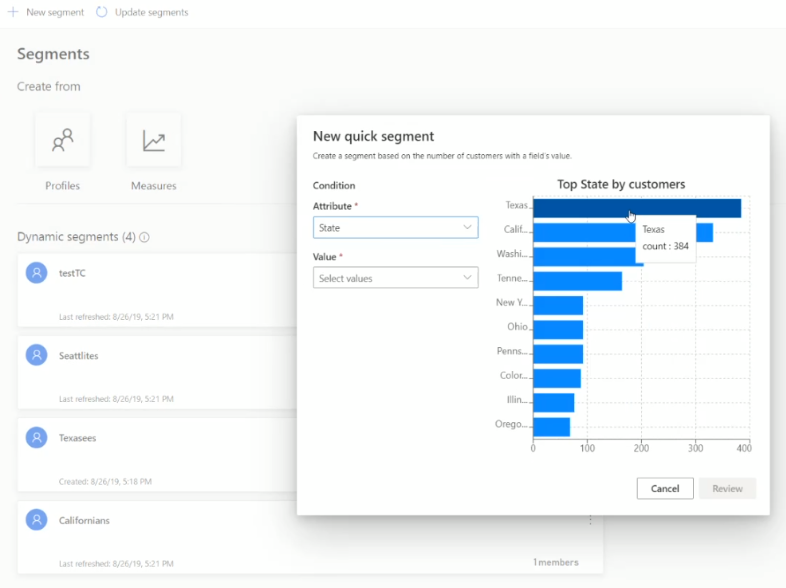 New segment Update segments
Segments
Create from
Profiles Measures
Dynamic segments (4)
testTC
Last refreshed: 8/26/19, 5:21 PM
Seattlites
Last refreshed: 8/26/19, 5:21 PM
Texasees
Created: 8/26/19, 5:18 PM
Californians
Last refreshed: 8/26/19, 5:21 PM
1members
New quick segment
Create a segment based on the number of customers with a field's value.
Condition
Attribute *
State
Value *
Select values
Top State by customers
Texas
Calif...
Washi...
Tenne...
New Y...
Ohio
Penns...
Color...
Illin...
Orego...
0 100 200 300 400
Texas
count : 384
Cancel Review